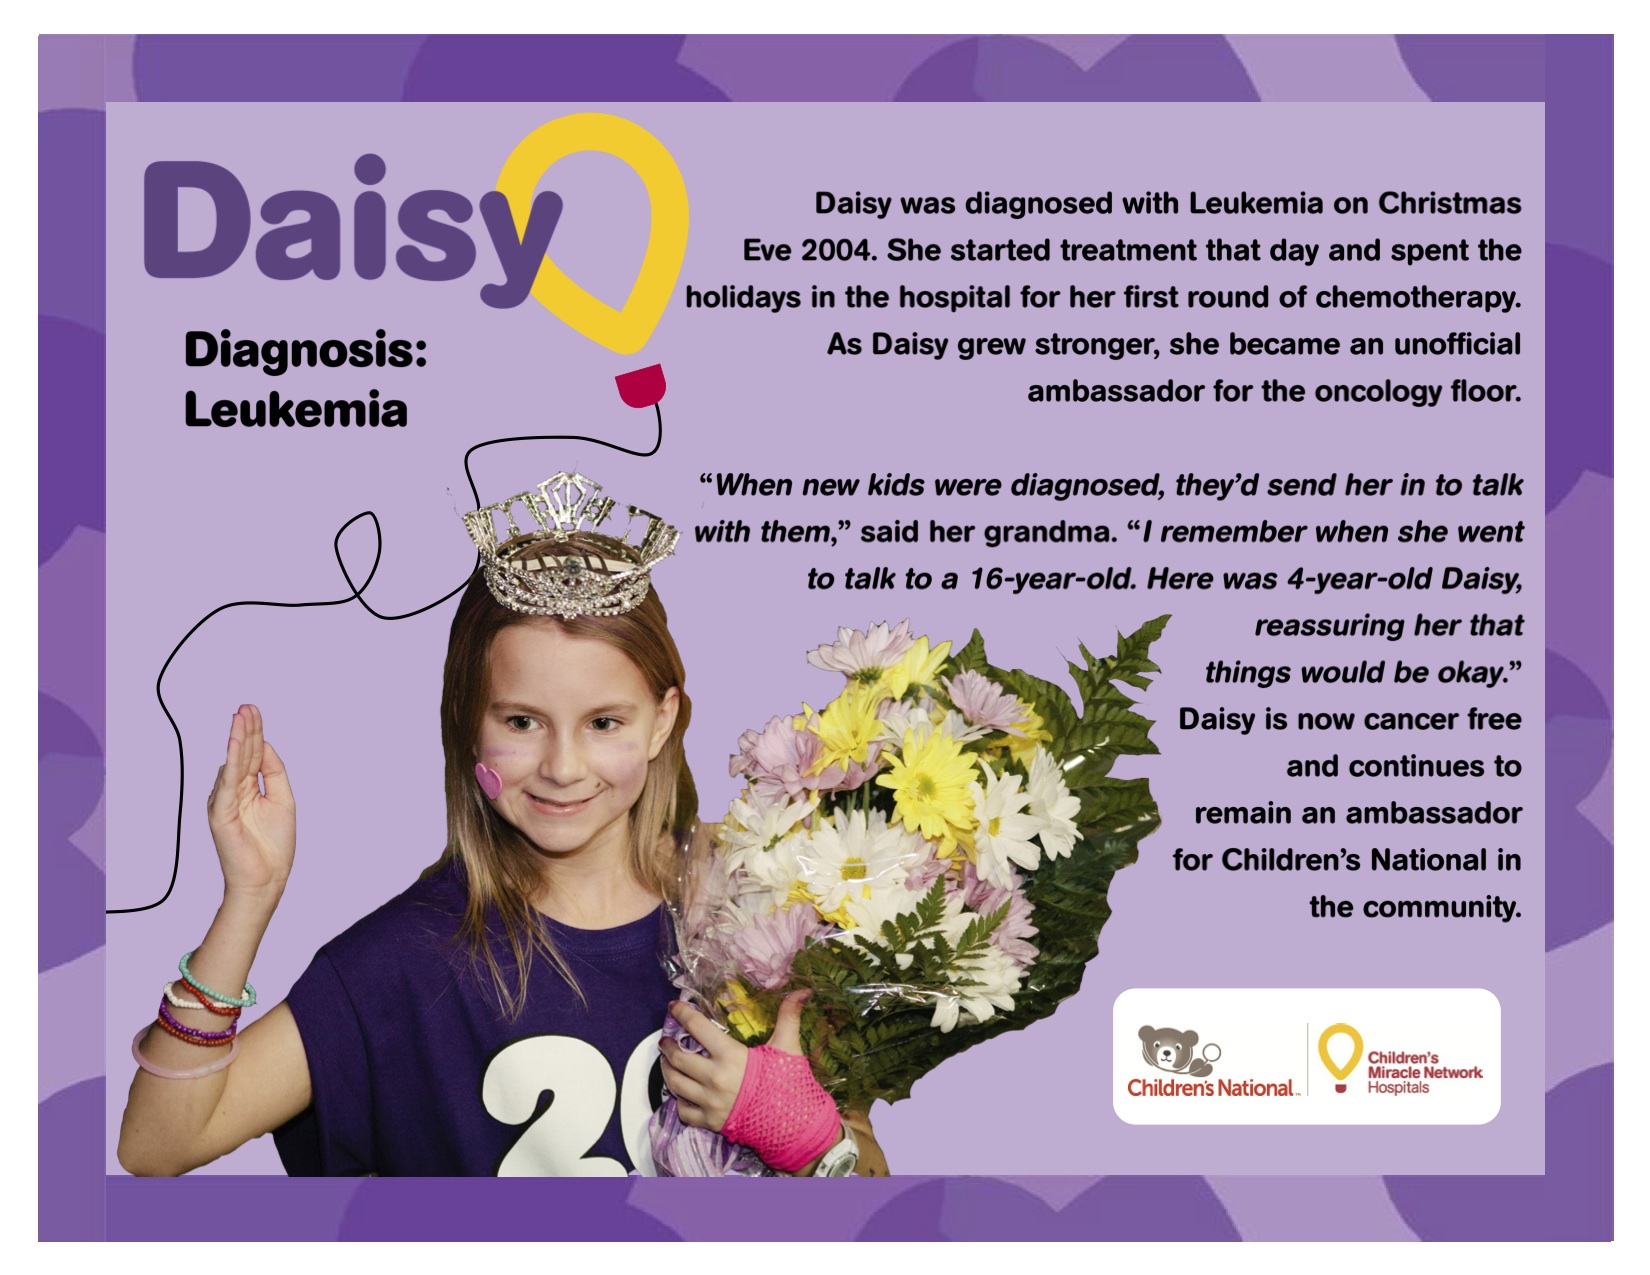 Daisy
Diagnosis:
Leukemia
Daisy was diagnosed with Leukemia on Christmas
Eve 2004. She started treatment that day and spent the
holidays in the hospital for her first round of chemotherapy.
As Daisy grew stronger, she became an unofficial
ambassador for the oncology floor.
“When new kids were diagnosed, they’d send her in to talk
with them,” said her grandma. “I remember when she went
to talk to a 16-year-old. Here was 4-year-old Daisy,
reassuring her that
things would be okay.”
Daisy is now cancer free
and continues to
remain an ambassador
for Children’s National in
the community.
20
Children's National™
Children’s
Miracle Network
Hospitals